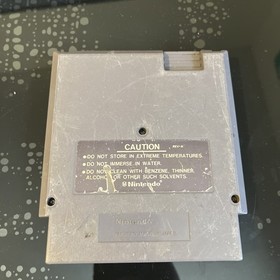 CAUTION
REV-A
●DO NOT STORE IN EXTREME TEMPERATURES.
●DO NOT IMMERSE IN WATER.
●DO NOT CLEAN WITH BENZENE, THINNER
ALCOHOL OR OTHER SUCH SOLVENTS.
Nintendo